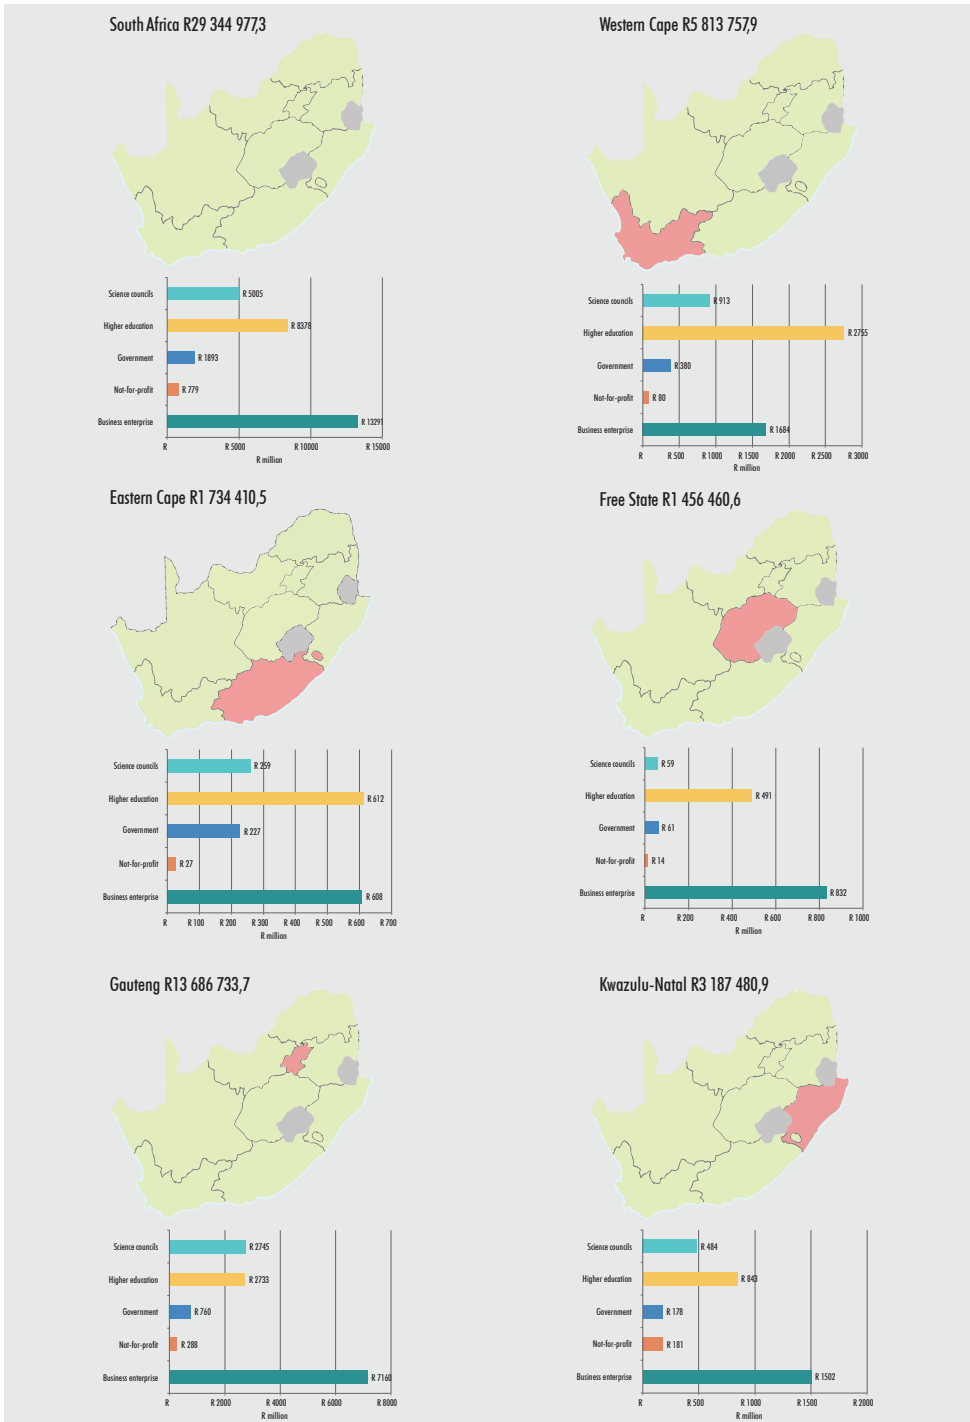 South Africa R29 344 977,3
Science councils R 5005
Higher education R 8378
Government R 1893
Not-for-profit R 779
Business enterprise R 13291
R R 5000 R 10000 R 15000
R million
Western Cape R5 813 757,9
Science councils R 913
Higher education R 2755
Government R 380
Not-for-profit R 80
Business enterprise R 1684
R R 500 R 1000 R 1500 R 2000 R 2500 R 3000
R million
Eastern Cape R1 734 410,5
Science councils R 259
Higher education R 612
Government R 227
Not-for-profit R 27
Business enterprise R 608
R R 100 R 200 R 300 R 400 R 500 R 600 R 700
R million
Free State R1 456 460,6
Science councils R 59
Higher education R 491
Government R 61
Not-for-profit R 14
Business enterprise R 832
R R 200 R 400 R 600 R 800 R 1000
R million
Gauteng R13 686 733,7
Science councils R 2745
Higher education R 2733
Government R 760
Not-for-profit R 288
Business enterprise R 7160
R R 2000 R 4000 R 6000 R 8000
R million
Kwazulu-Natal R3 187 480,9
Science councils R 484
Higher education R 843
Government R 178
Not-for-profit R 181
Business enterprise R 1502
R R 500 R 1000 R 1500 R 2000
R million